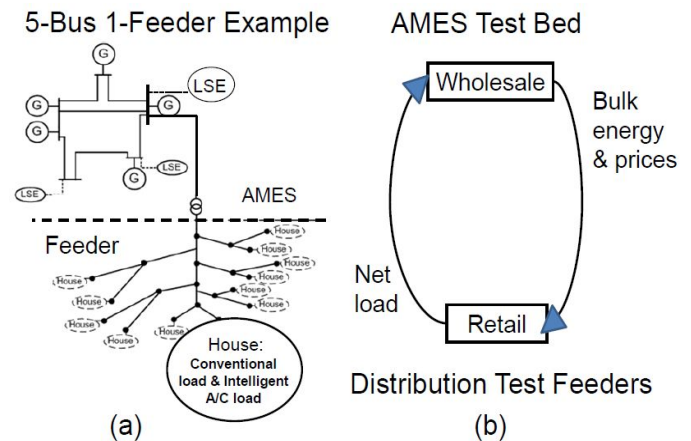 5-Bus 1-Feeder Example
G
LSE
G
G
G
LSE
G
LSE
AMES
Feeder
House
House
House
House
House
House
House
House
House
House
House
House:
Conventional
load & Intelligent
A/C load
(a)
AMES Test Bed
Wholesale
Bulk
energy
& prices
Net
load
Retail
Distribution Test Feeders
(b)